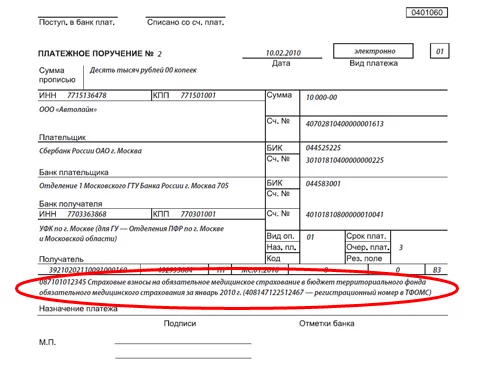 0401060
Поступ. в банк плат. Списано со сч. плат.
ПЛАТЕЖНОЕ ПОРУЧЕНИЕ № 2 10.02.2010 электронно 01
Дата Вид платежа
Сумма прописью Десять тысяч рублей 00 копеек
ИНН 7715136478 КПП 771501001 Сумма 10 000-00
ООО «Автолайн»
Сч. № 40702810400000001613
Плательщик
Сбербанк России ОАО г. Москва БИК 044525225
Сч. № 30101810400000000225
Банк плательщика
Отделение 1 Московского ГТУ Банка России г. Москва 705 БИК 044583001
Сч. №
Банк получателя
ИНН 7703363868 КПП 770301001 Сч. № 40101810800000010041
УФК по г. Москве (для ГУ — Отделения ПФР по г. Москве
и Московской области)
Вид оп. 01 Срок плат.
Наз. пл. Очер. плат. 3
Получатель Код Рез. поле
39210202110091000160 ТП МС.01.2010 0 0 ВЗ
087101012345 Страховые взносы на обязательное медицинское страхование в бюджет территориального фонда
обязательного медицинского страхования за январь 2010 г. (408147122512467 — регистрационный номер в ТФОМС)
Назначение платежа
Подписи Отметки банка
М.П.